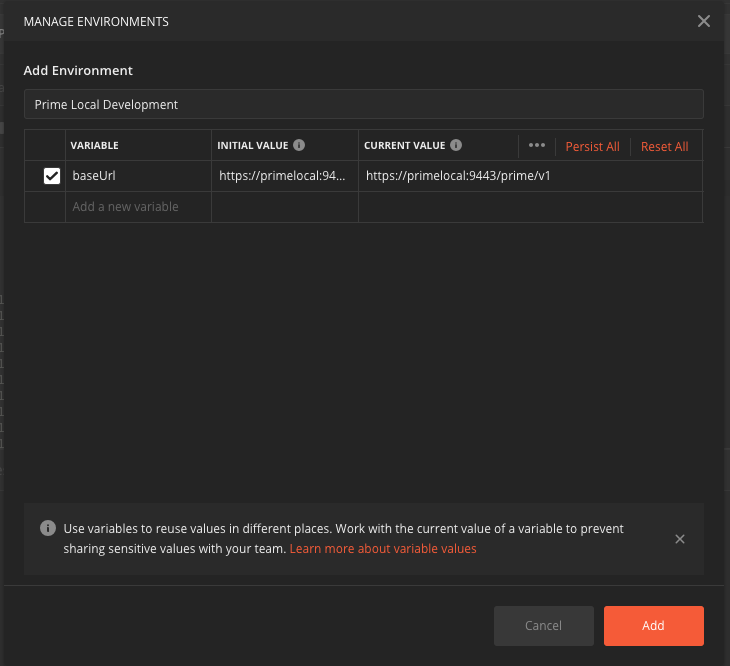 MANAGE ENVIRONMENTS
Add Environment
Prime Local Development
VARIABLE INITIAL VALUE CURRENT VALUE ••• Persist All Reset All
baseUrl https://primelocal:94... https://primelocal:9443/prime/v1
Add a new variable
Use variables to reuse values in different places. Work with the current value of a variable to prevent
sharing sensitive values with your team. Learn more about variable values
Cancel Add